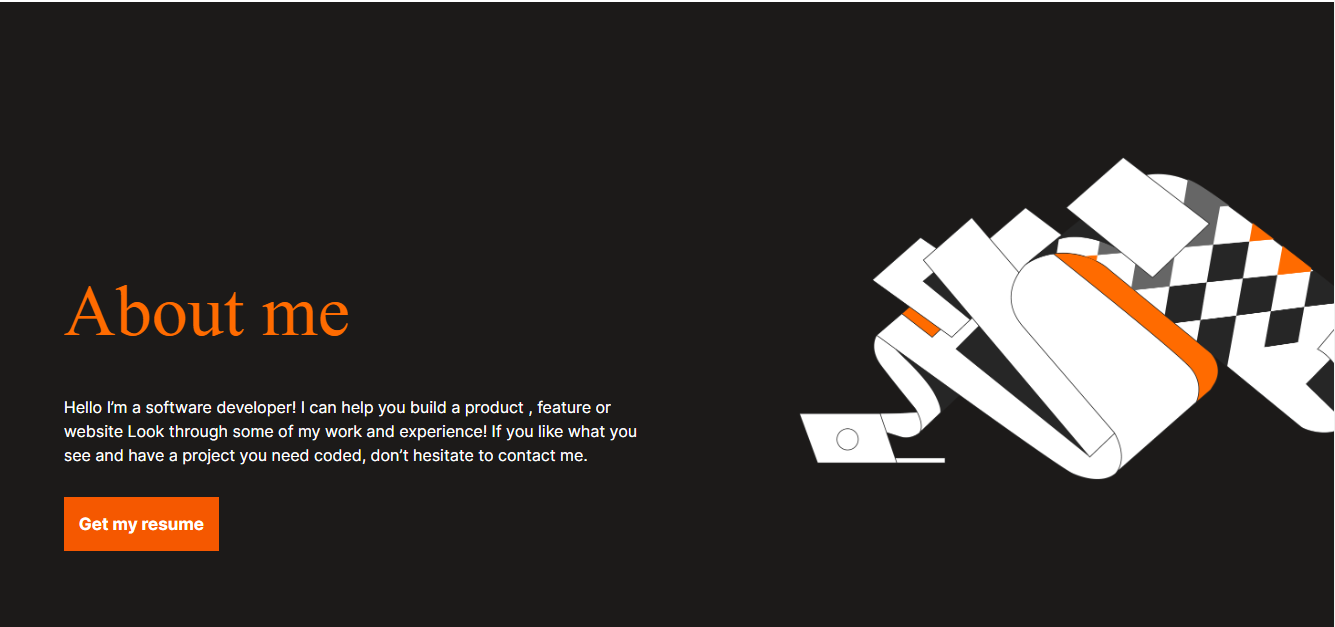 About me
Hello I’m a software developer! I can help you build a product , feature or
website Look through some of my work and experience! If you like what you
see and have a project you need coded, don’t hesitate to contact me.
Get my resume